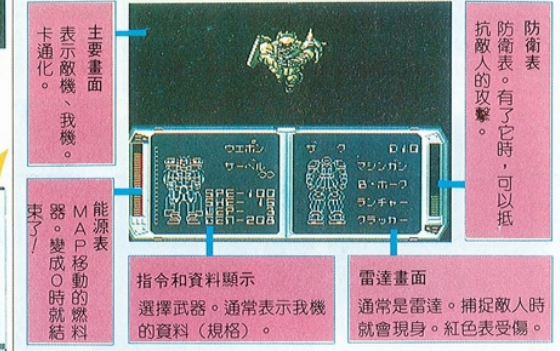 主要畫面
表示敵機、我機。
卡通化。
防衛表
防衛表。有了它時，可以抵
抗敵人的攻擊。
ウエポン
サーベル
∞
ザク 010
マシンガン
B・ホーク
ランチャー
クラッカー
能源表
MAP移動的燃料
器。變成0時就結
束了！
指令和資料顯示
選擇武器。通常表示我機
的資料（規格）。
雷達畫面
通常是雷達。捕捉敵人時
就會現身。紅色表受傷。